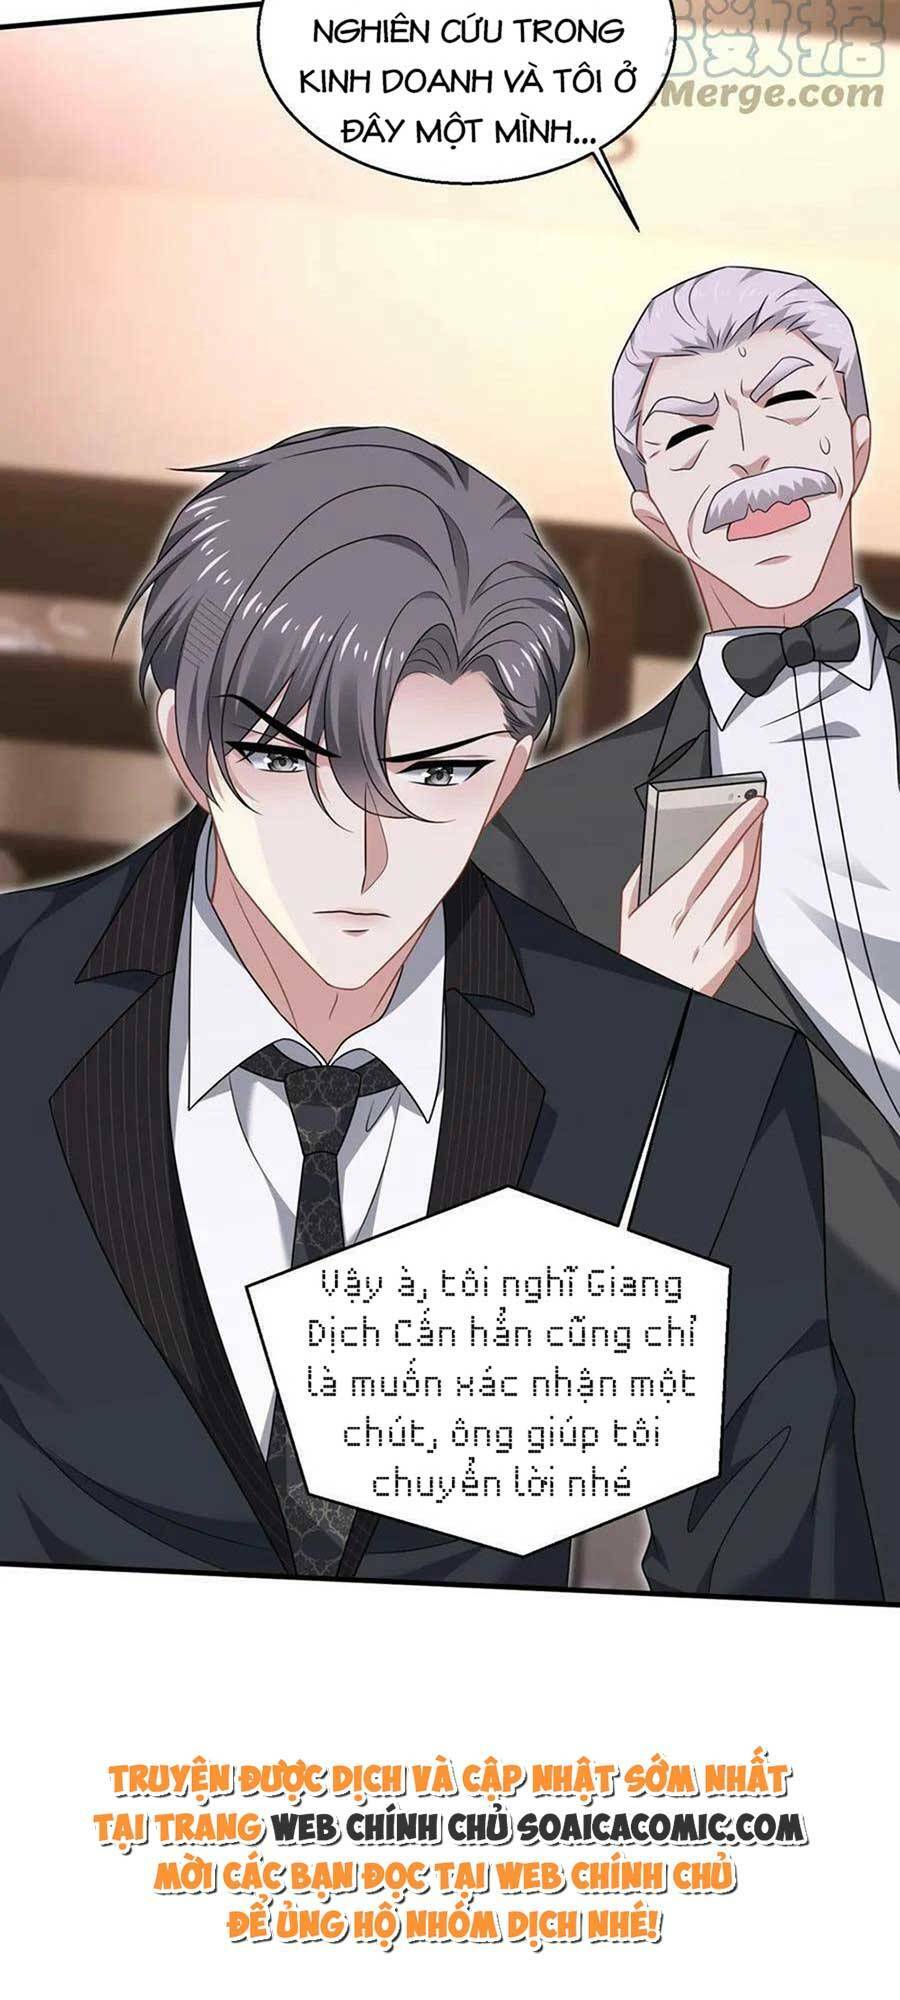 NGHIÊN CỨU TRONG
KINH DOANH VÀ TÔI Ở
ĐÂY MỘT MÌNH...
Merge.com
Vậy à, tôi nghĩ Giang
Dịch Cấn hẳn cũng chỉ
là muốn xác nhận một
chút, ông giúp tôi
chuyển lời nhé
TRUYỆN ĐƯỢC DỊCH VÀ CẬP NHẬT SỚM NHẤT
TẠI TRANG WEB CHÍNH CHỦ SOAICACOMIC.COM
MỜI CÁC BẠN ĐỌC TẠI WEB CHÍNH CHỦ
ĐỂ ỦNG HỘ NHÓM DỊCH NHÉ!